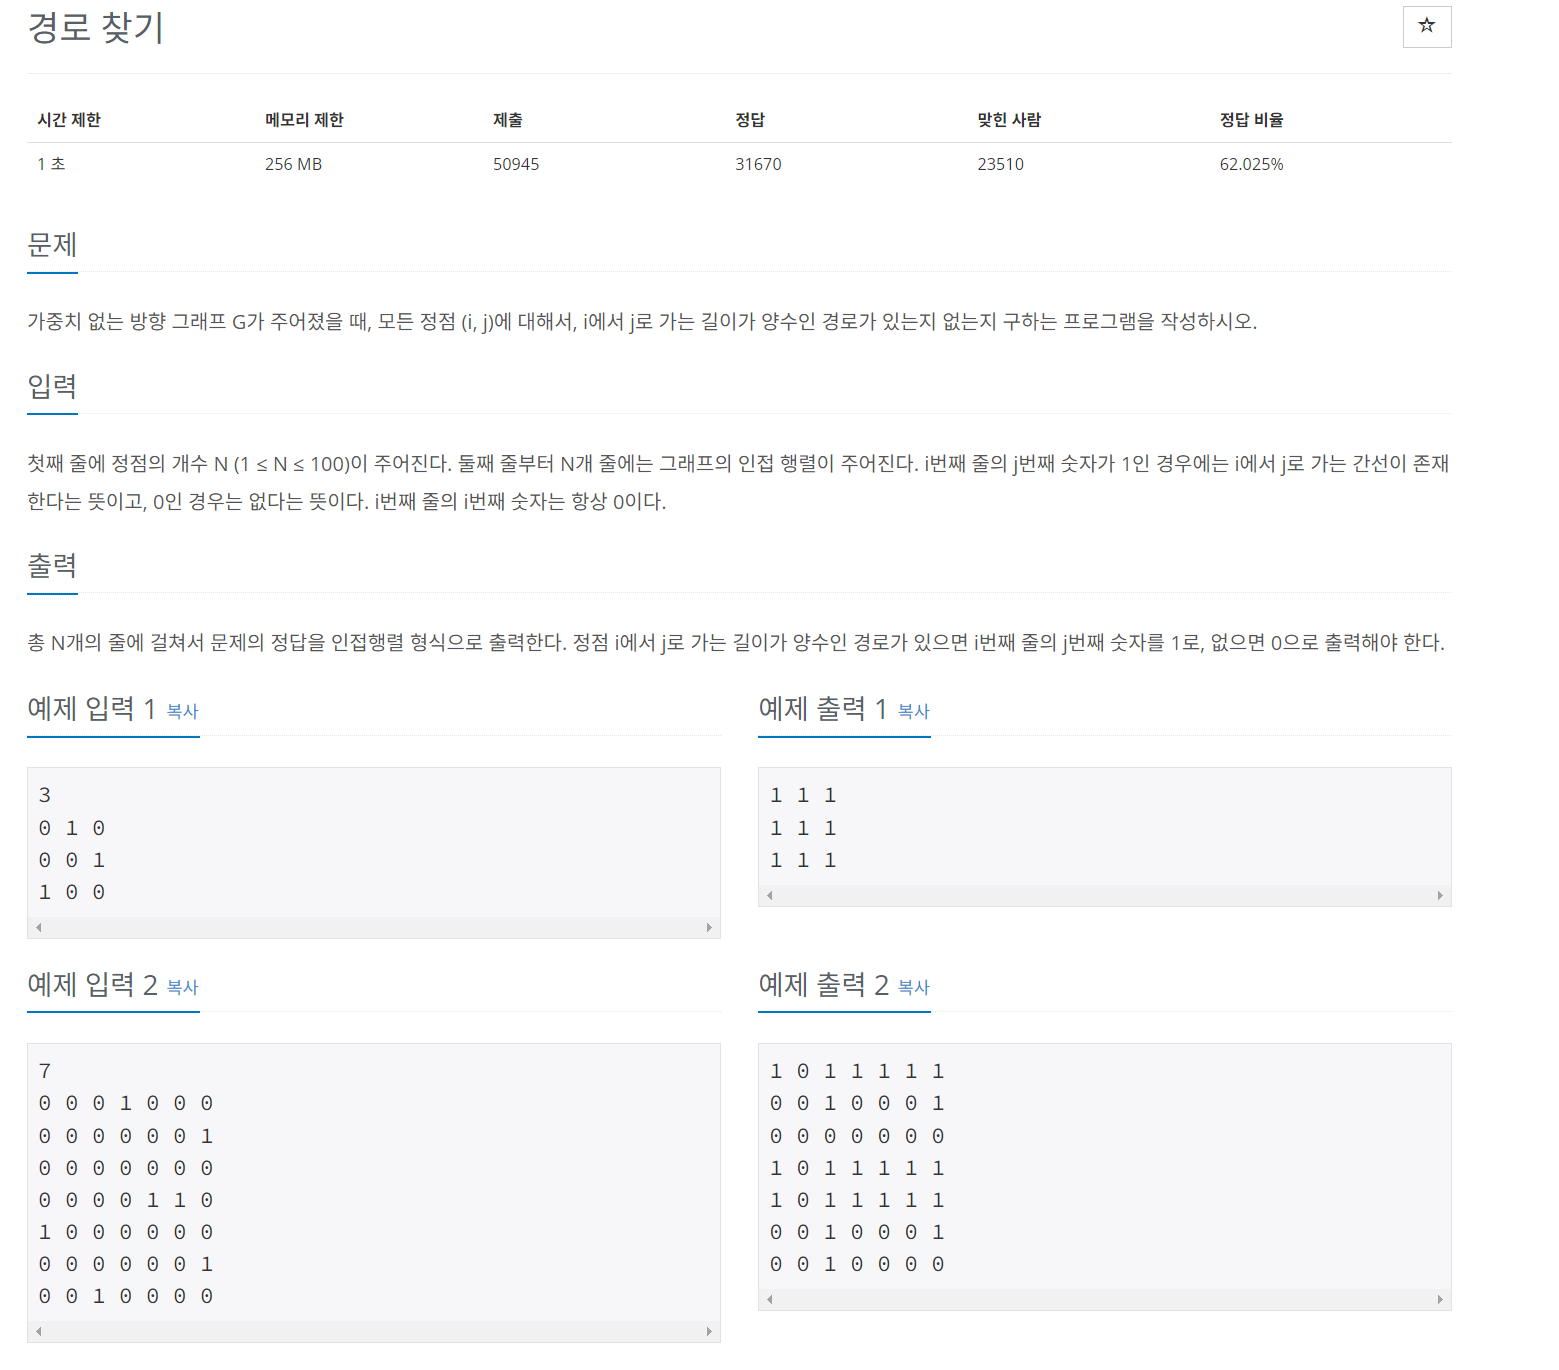 경로 찾기
☆
시간 제한 메모리 제한 제출 정답 맞힌 사람 정답 비율
1 초 256 MB 50945 31670 23510 62.025%
문제
가중치 없는 방향 그래프 G가 주어졌을 때, 모든 정점 (i, j)에 대해서, i에서 j로 가는 길이가 양수인 경로가 있는지 없는지 구하는 프로그램을 작성하시오.
입력
첫째 줄에 정점의 개수 N (1 ≤ N ≤ 100)이 주어진다. 둘째 줄부터 N개 줄에는 그래프의 인접 행렬이 주어진다. i번째 줄의 j번째 숫자가 1인 경우에는 i에서 j로 가는 간선이 존재
한다는 뜻이고, 0인 경우는 없다는 뜻이다. i번째 줄의 i번째 숫자는 항상 0이다.
출력
총 N개의 줄에 걸쳐서 문제의 정답을 인접행렬 형식으로 출력한다. 정점 i에서 j로 가는 길이가 양수인 경로가 있으면 i번째 줄의 j번째 숫자를 1로, 없으면 0으로 출력해야 한다.
예제 입력 1 복사
3
0 1 0
0 0 1
1 0 0
예제 출력 1 복사
1 1 1
1 1 1
1 1 1
예제 입력 2 복사
7
0 0 0 1 0 0 0
0 0 0 0 0 0 1
0 0 0 0 0 0 0
0 0 0 0 1 1 0
1 0 0 0 0 0 0
0 0 0 0 0 0 1
0 0 1 0 0 0 0
예제 출력 2 복사
1 0 1 1 1 1 1
0 0 1 0 0 0 1
0 0 0 0 0 0 0
1 0 1 1 1 1 1
1 0 1 1 1 1 1
0 0 1 0 0 0 1
0 0 1 0 0 0 0